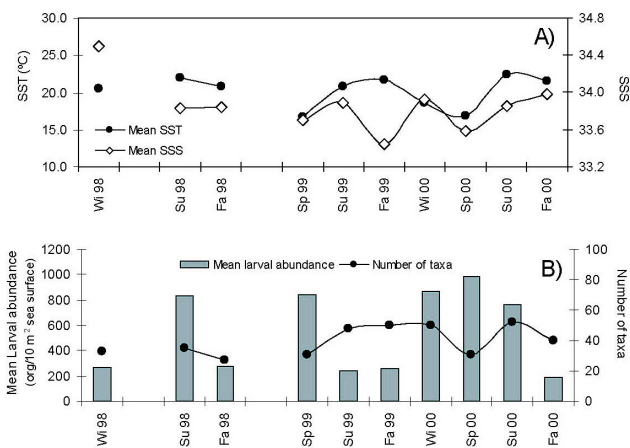 A)
SST (ºC)
30.0
25.0
20.0
15.0
10.0
SSS
34.8
34.4
34.0
33.6
33.2
Mean SST
Mean SSS
Wi 98
Su 98
Fa 98
Sp 99
Su 99
Fa 99
Wi 00
Sp 00
Su 00
Fa 00
B)
Mean Larval abundance
(org/10 m² sea surface)
1200
1000
800
600
400
200
0
Number of taxa
100
80
60
40
20
0
Mean larval abundance
Number of taxa
Wi 98
Su 98
Fa 98
Sp 99
Su 99
Fa 99
Wi 00
Sp 00
Su 00
Fa 00